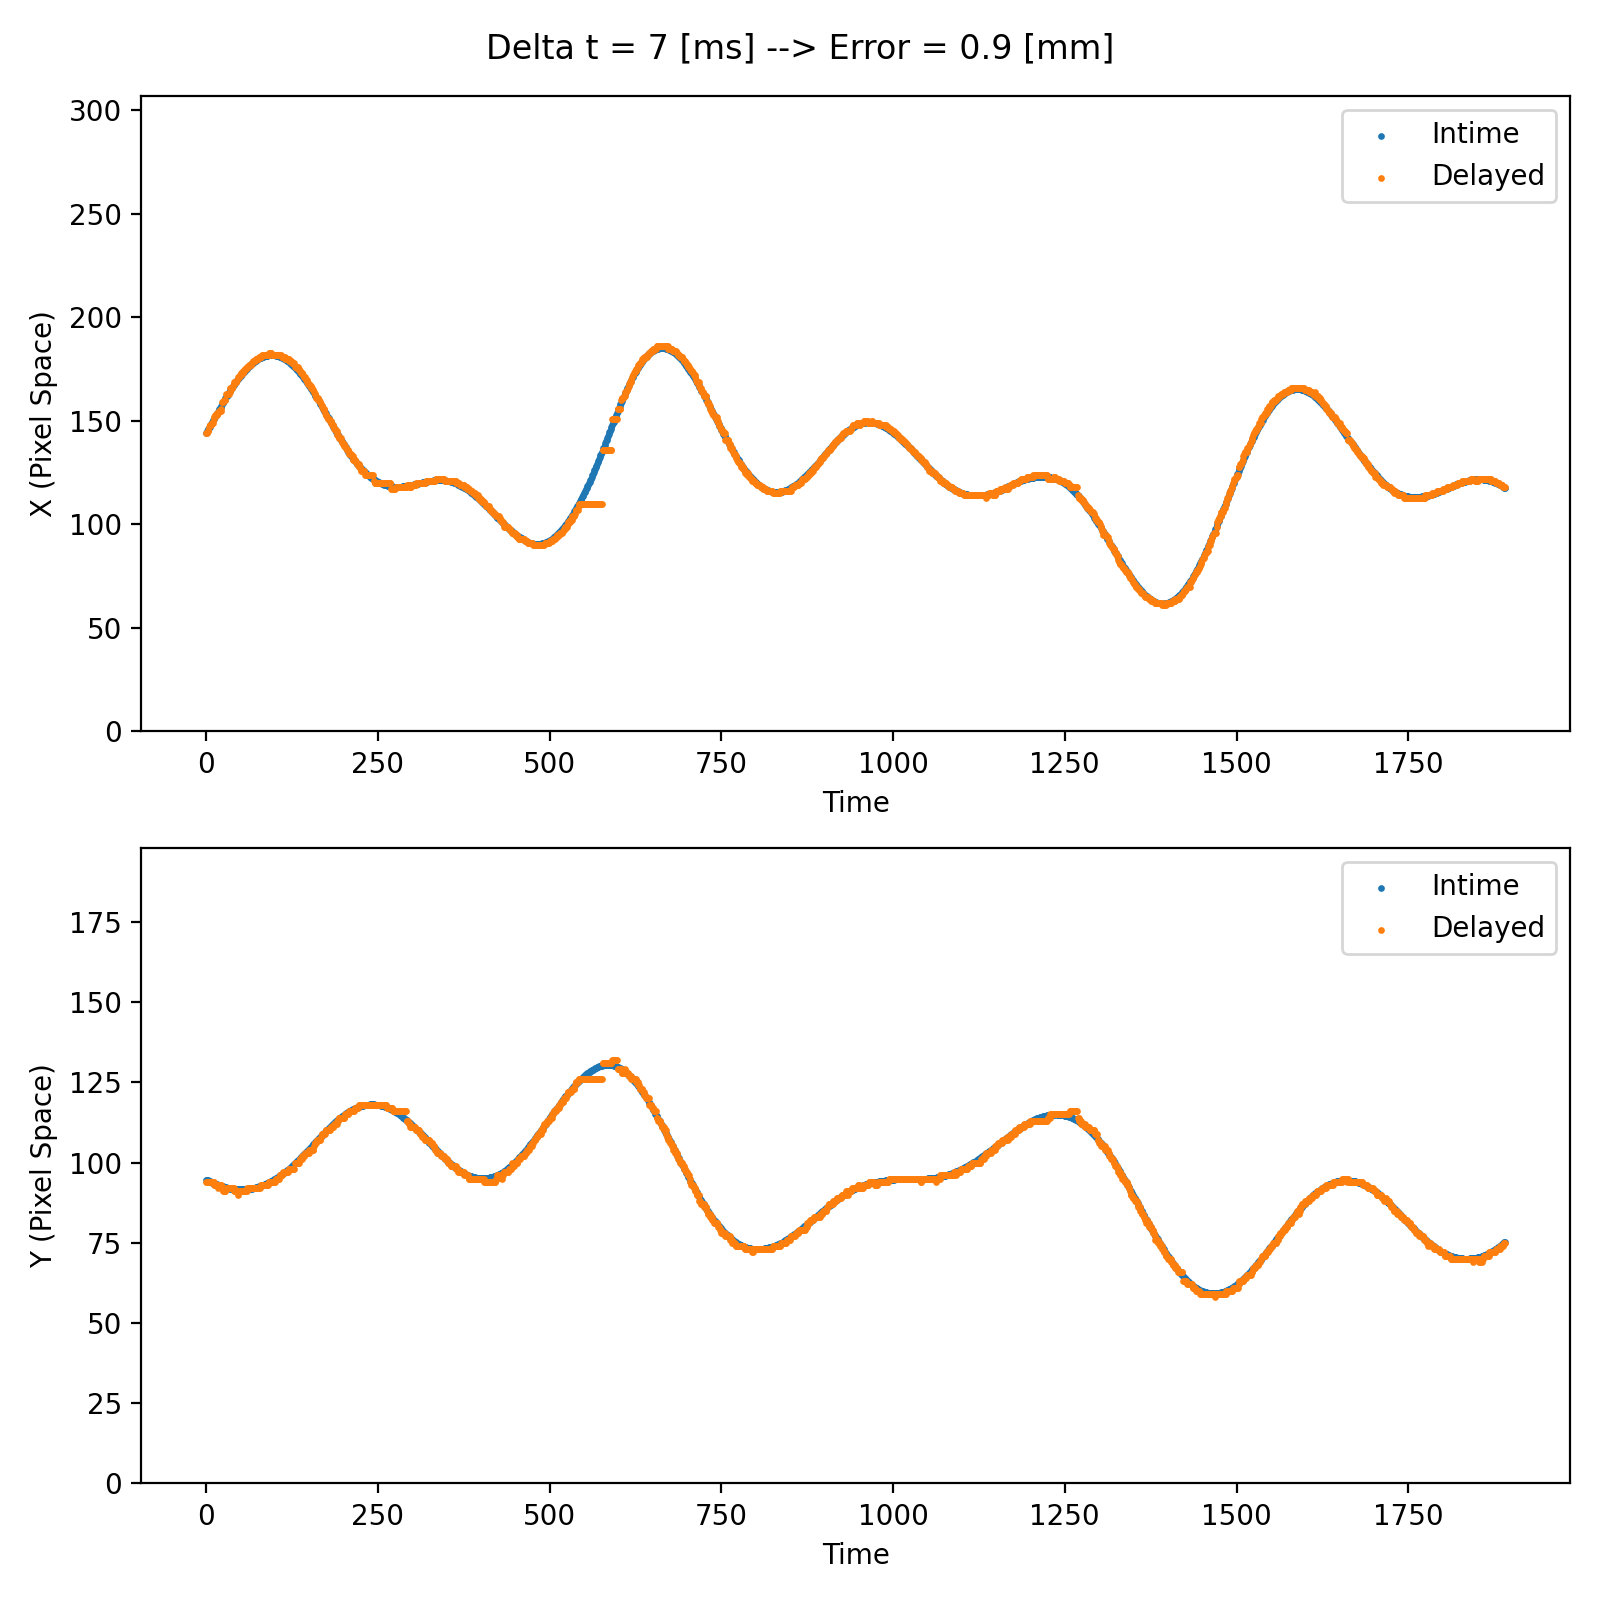 Delta t = 7 [ms] --> Error = 0.9 [mm]
300
250
200
150
100
50
0
X (Pixel Space)
Intime
Delayed
0 250 500 750 1000 1250 1500 1750
Time
175
150
125
100
75
50
25
0
Y (Pixel Space)
Intime
Delayed
0 250 500 750 1000 1250 1500 1750
Time